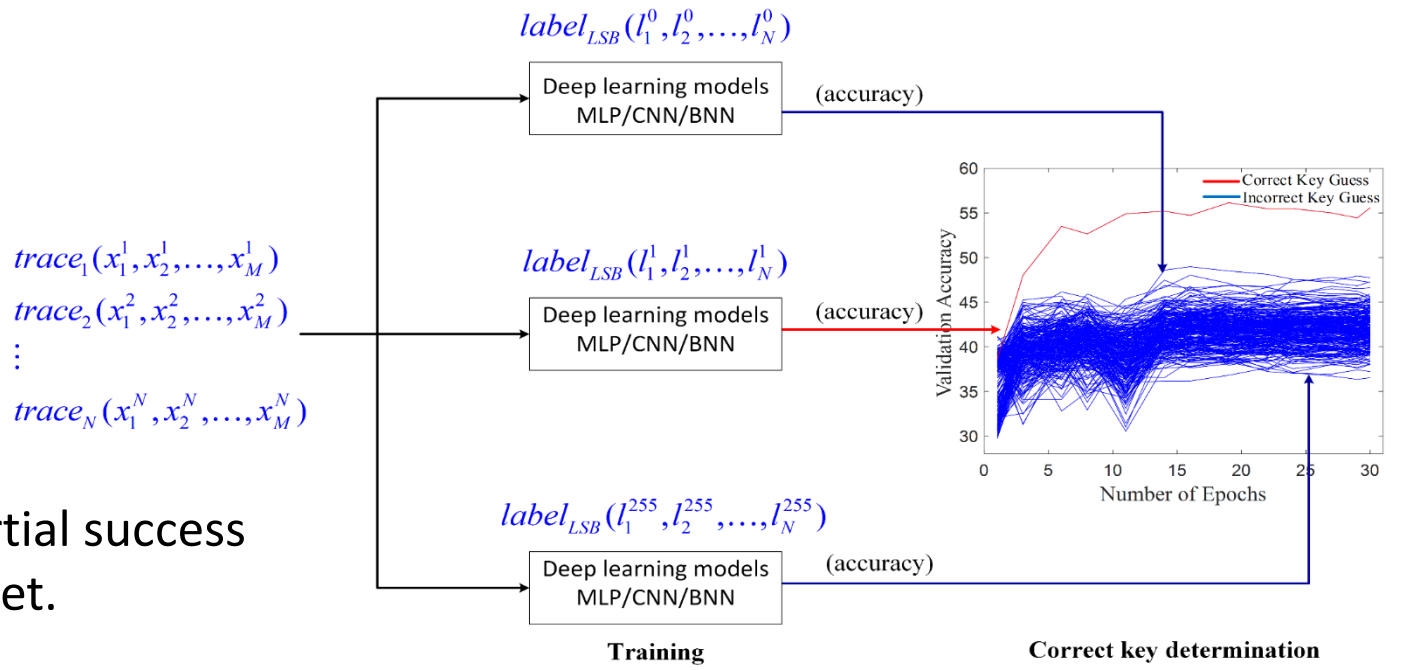 label_LSB(l_1^0, l_2^0, ..., l_N^0)
Deep learning models
MLP/CNN/BNN
(accuracy)
trace_1(x_1^1, x_2^1, ..., x_M^1)
trace_2(x_1^2, x_2^2, ..., x_M^2)
⋮
trace_N(x_1^N, x_2^N, ..., x_M^N)
label_LSB(l_1^1, l_2^1, ..., l_N^1)
Deep learning models
MLP/CNN/BNN
(accuracy)
60
55
50
45
40
35
30
Validation Accuracy
Correct Key Guess
Incorrect Key Guess
0 5 10 15 20 25 30
Number of Epochs
rtial success
et.
label_LSB(l_1^255, l_2^255, ..., l_N^255)
Deep learning models
MLP/CNN/BNN
(accuracy)
Training
Correct key determination